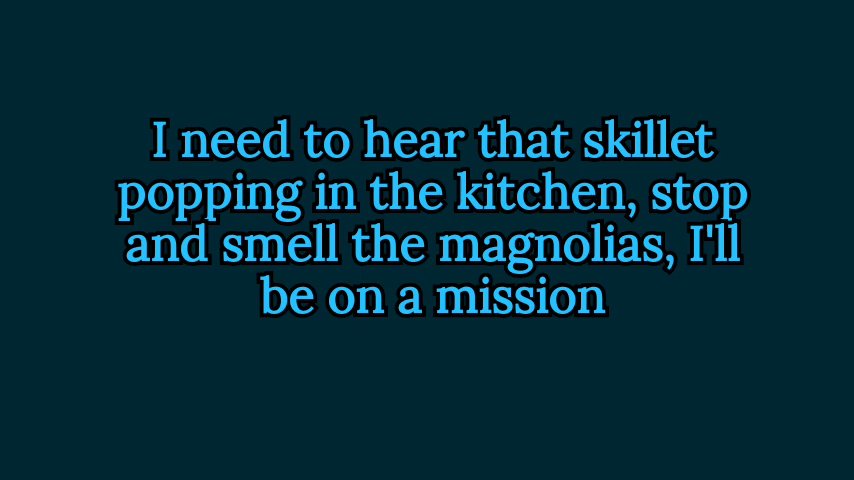 I need to hear that skillet
popping in the kitchen, stop
and smell the magnolias, I'll
be on a mission